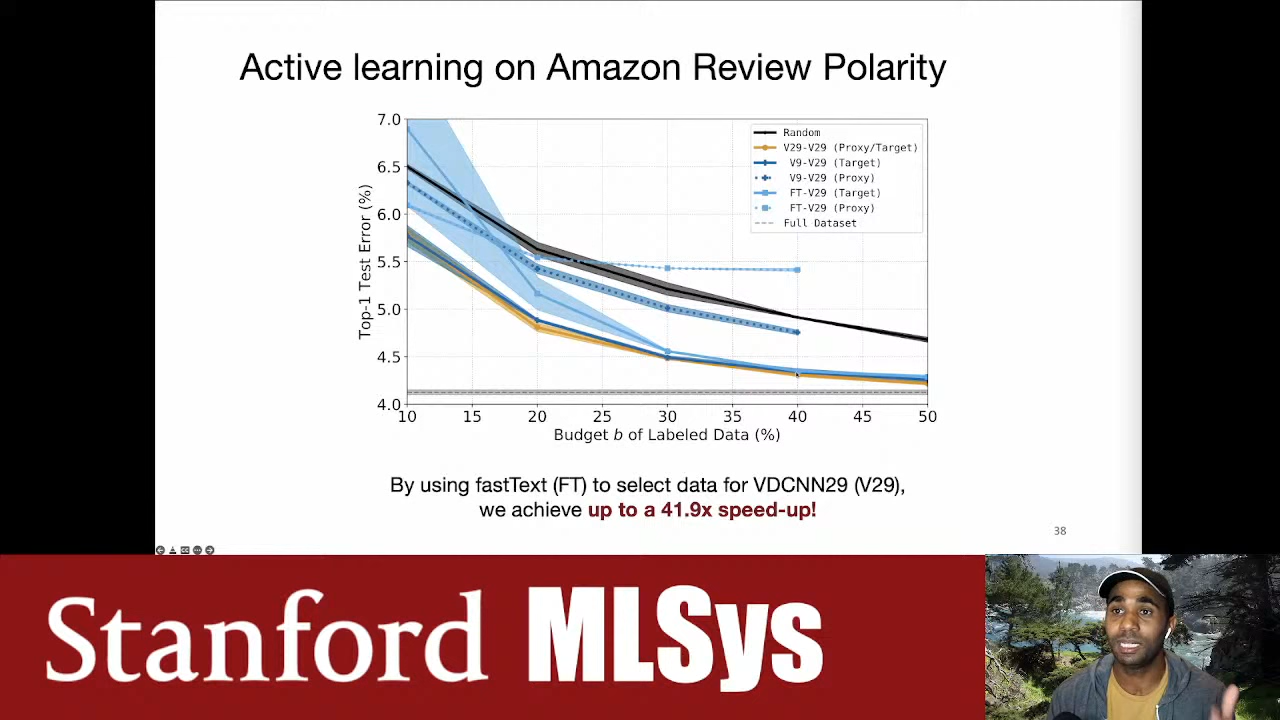 Active learning on Amazon Review Polarity
7.0
6.5
6.0
5.5
5.0
4.5
4.0
Top-1 Test Error (%)
10
15
20
25
30
35
40
45
50
Budget b of Labeled Data (%)
Random
V29-V29 (Proxy/Target)
V9-V29 (Target)
V9-V29 (Proxy)
FT-V29 (Target)
FT-V29 (Proxy)
Full Dataset
By using fastText (FT) to select data for VDCNN29 (V29),
we achieve up to a 41.9x speed-up!
38
Stanford MLSys